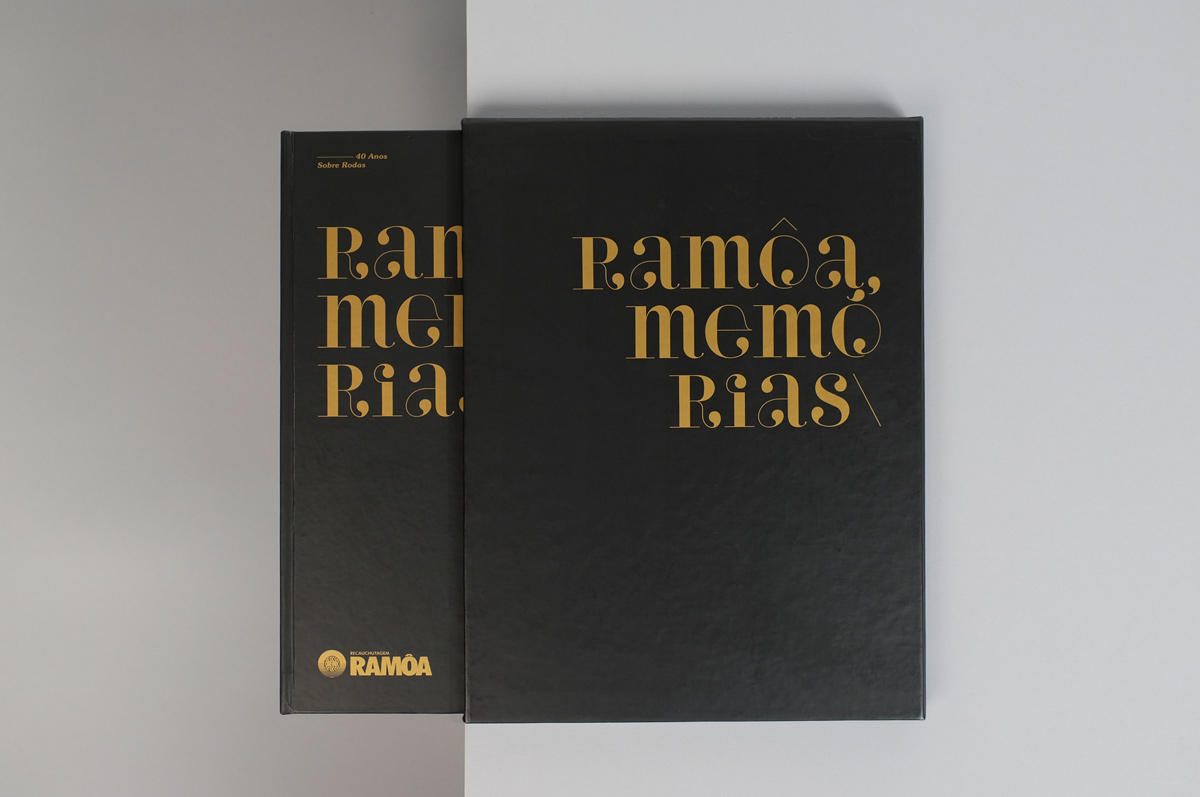 40 Anos
Sobre Rodas
Ram
mem
Rias
RECAUCHUTAGEM
RAMÔA
Ramôa,
memó
Rias\